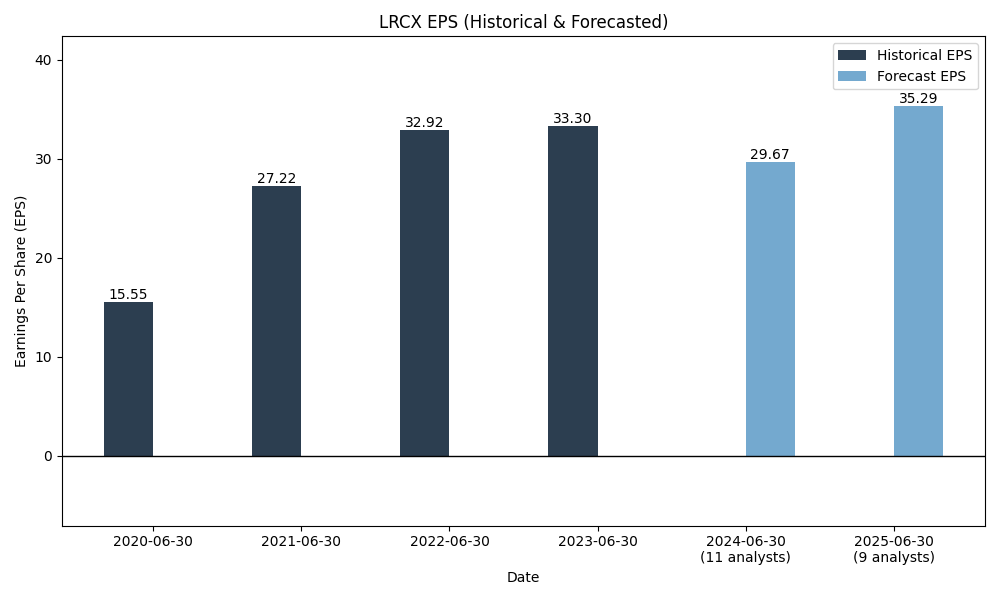 LRCX EPS (Historical & Forecasted)
Historical EPS
Forecast EPS
Earnings Per Share (EPS)
40
30
20
10
0
15.55
27.22
32.92
33.30
29.67
35.29
2020-06-30
2021-06-30
2022-06-30
2023-06-30
2024-06-30
(11 analysts)
2025-06-30
(9 analysts)
Date